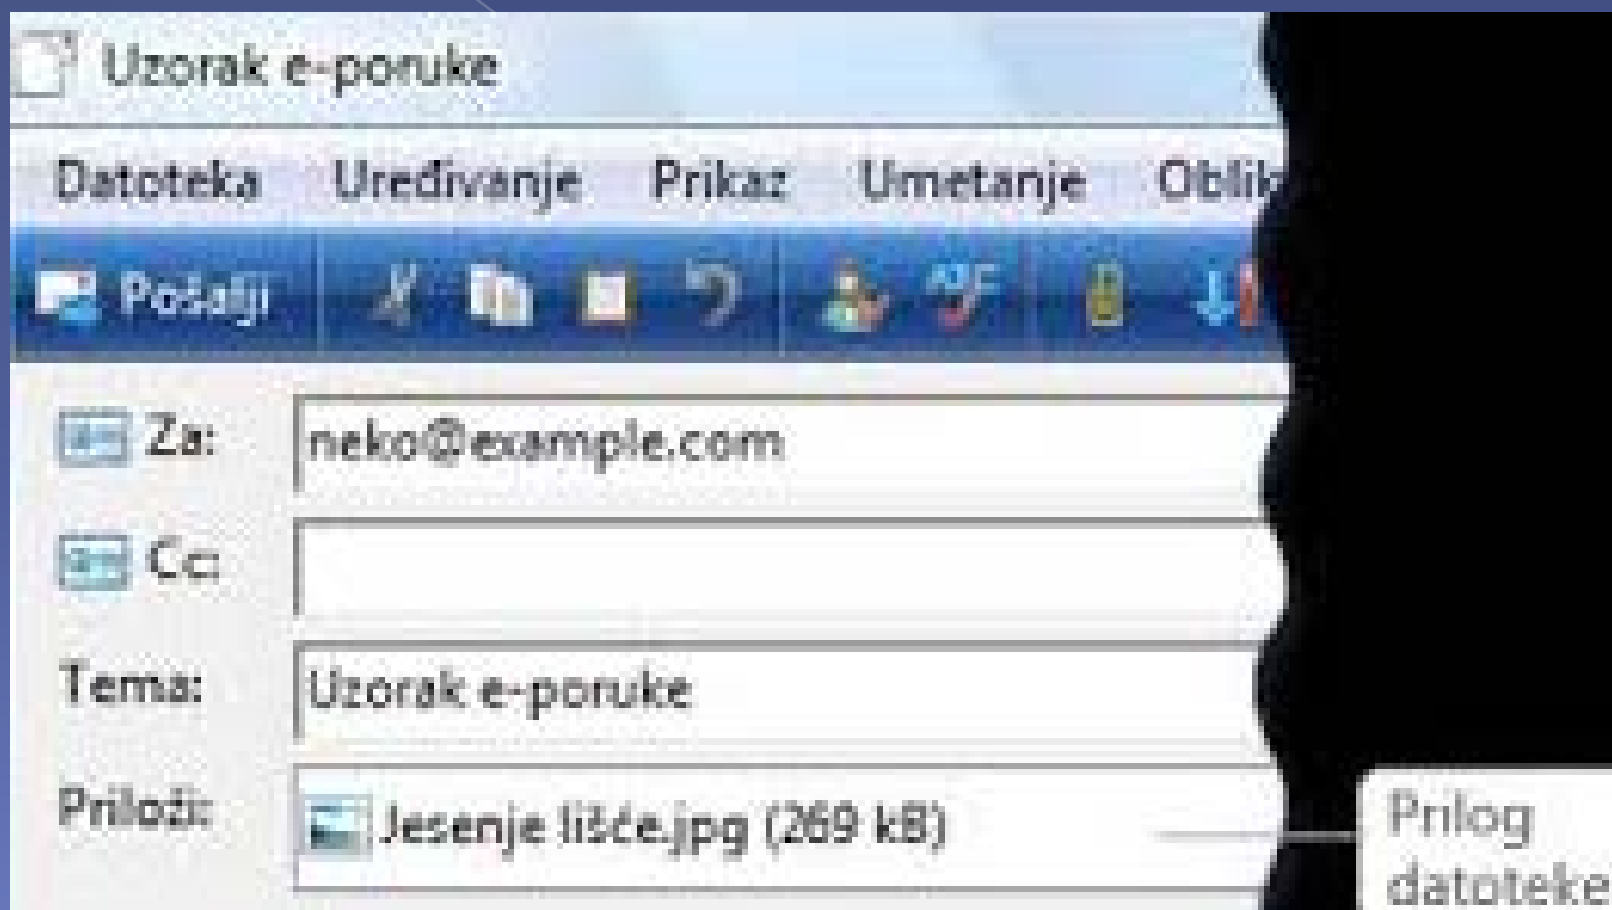 Uzorak e-poruke
Datoteka Uređivanje Prikaz Umetanje Oblik
Pošalji
Za: neko@example.com
Cc:
Tema: Uzorak e-poruke
Priloži: Jesenje lišće.jpg (269 kB)
Prilog
datoteke